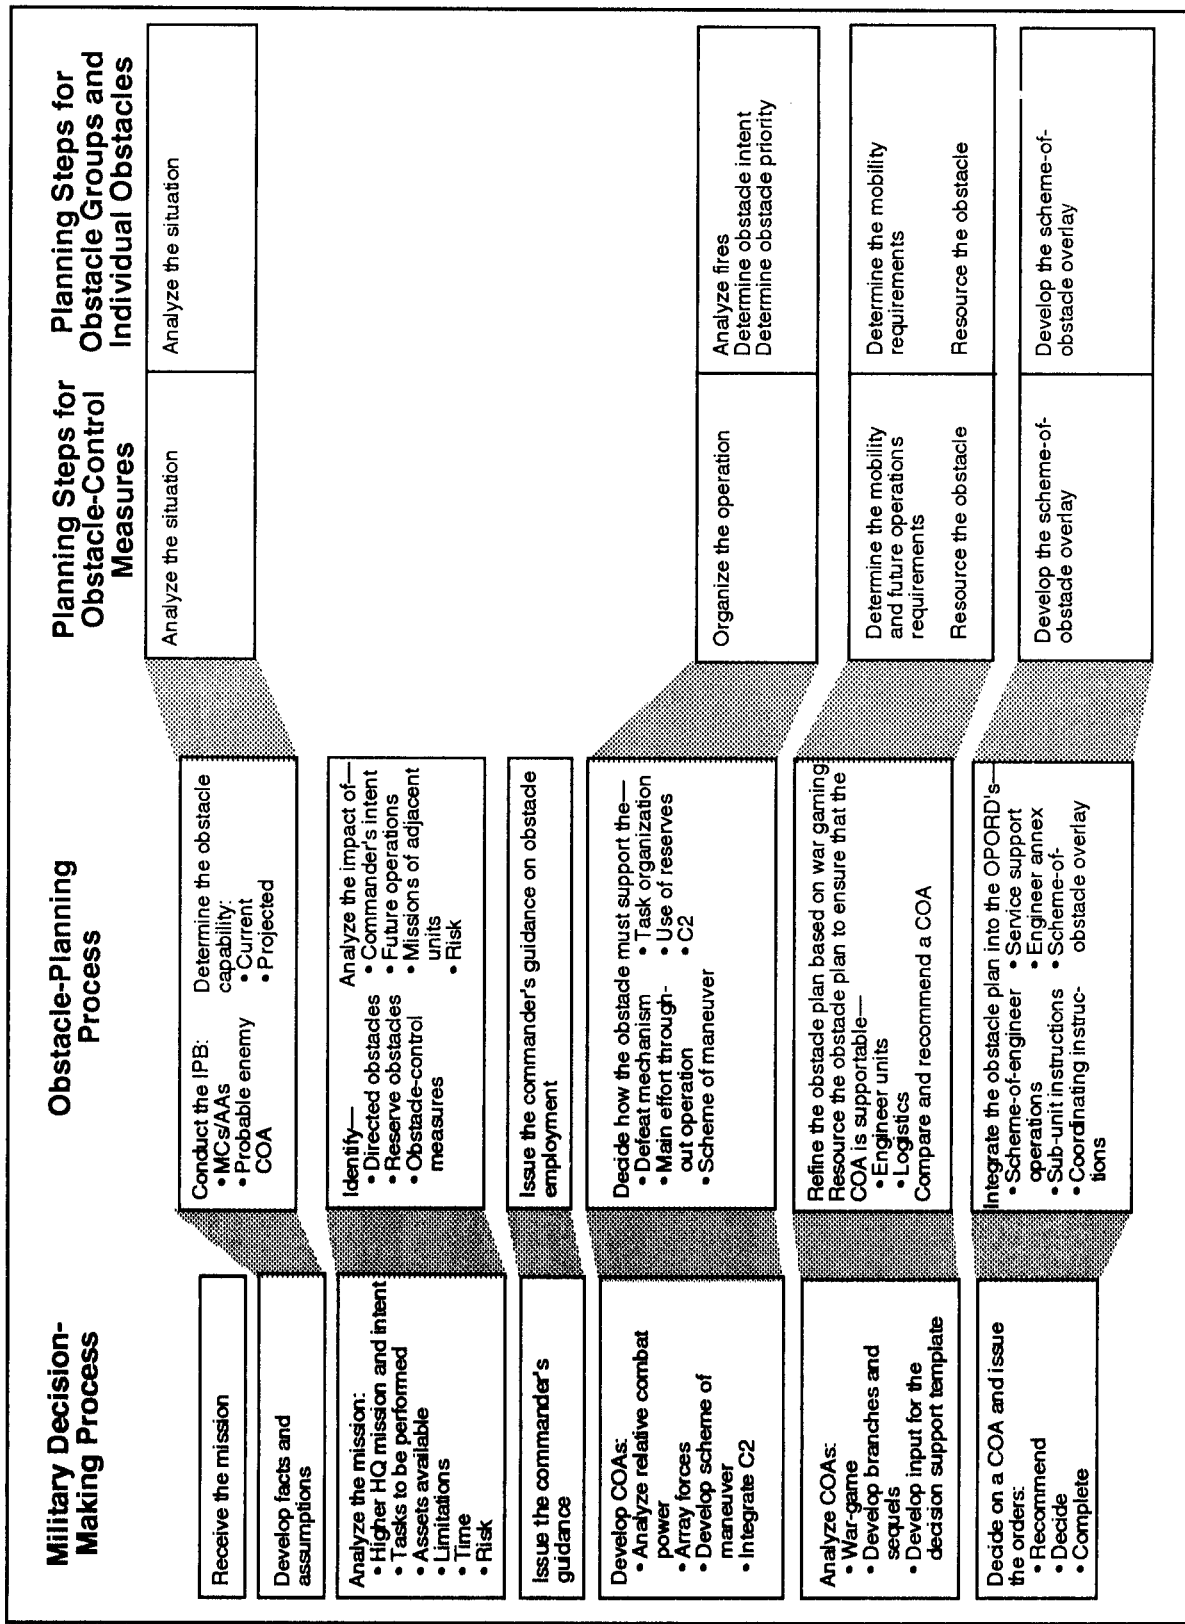 Military Decision-
Making Process
Receive the mission
Develop facts and
assumptions
Analyze the mission:
• Higher HQ mission and intent
• Tasks to be performed
• Assets available
• Limitations
• Time
• Risk
Issue the commander's
guidance
Develop COAs:
• Analyze relative combat
power
• Array forces
• Develop scheme of
maneuver
• Integrate C2
Analyze COAs:
• War-game
• Develop branches and
sequels
• Develop input for the
decision support template
Decide on a COA and issue
the orders:
• Recommend
• Decide
• Complete
Obstacle-Planning
Process
Conduct the IPB:
• MCs/AAs
• Probable enemy
COA
Determine the obstacle
capability:
• Current
• Projected
Identify—
• Directed obstacles
• Reserve obstacles
• Obstacle-control
measures
Analyze the impact of—
• Commander's intent
• Future operations
• Missions of adjacent
units
• Risk
Issue the commander's guidance on obstacle
employment
Decide how the obstacle must support the—
• Defeat mechanism
• Main effort through-
out operation
• Scheme of maneuver
• Task organization
• Use of reserves
• C2
Refine the obstacle plan based on war gaming
Resource the obstacle plan to ensure that the
COA is supportable—
• Engineer units
• Logistics
Compare and recommend a COA
Integrate the obstacle plan into the OPORD's—
• Scheme-of-engineer
operations
• Sub-unit instructions
• Coordinating instruc-
tions
• Service support
• Engineer annex
• Scheme-of-
obstacle overlay
Planning Steps for
Obstacle-Control
Measures
Analyze the situation
Organize the operation
Determine the mobility
and future operations
requirements
Resource the obstacle
Develop the scheme-of-
obstacle overlay
Planning Steps for
Obstacle Groups and
Individual Obstacles
Analyze the situation
Analyze fires
Determine obstacle intent
Determine obstacle priority
Determine the mobility
requirements
Resource the obstacle
Develop the scheme-of-
obstacle overlay